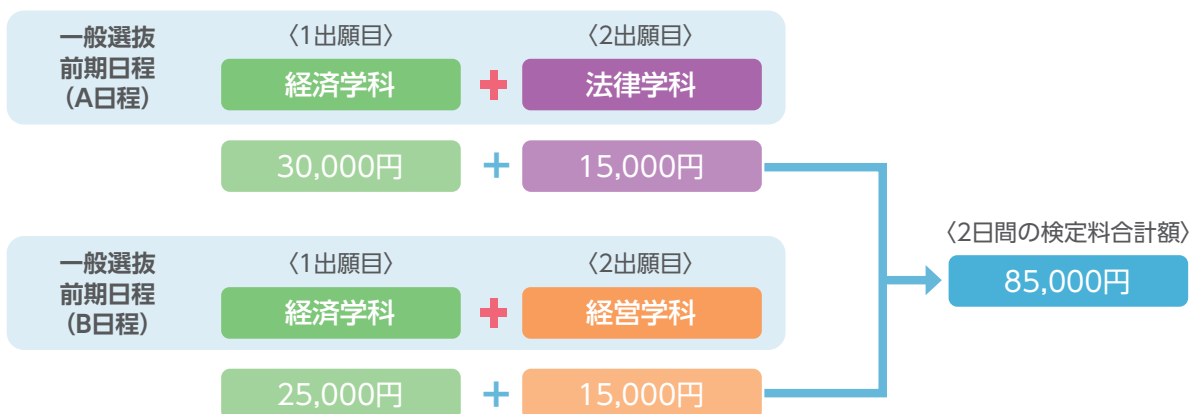 一般選抜
前期日程
(A日程)
〈1出願目〉
〈2出願目〉
経済学科
+
法律学科
30,000円
+
15,000円
一般選抜
前期日程
(B日程)
〈1出願目〉
〈2出願目〉
経済学科
+
経営学科
25,000円
+
15,000円
〈2日間の検定料合計額〉
85,000円